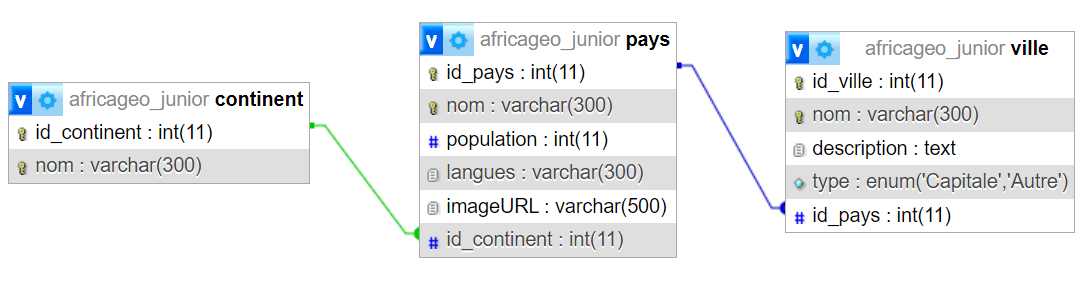 v africageo_junior continent
id_continent : int(11)
nom : varchar(300)
v africageo_junior pays
id_pays : int(11)
nom : varchar(300)
# population : int(11)
langues : varchar(300)
imageURL : varchar(500)
# id_continent : int(11)
v africageo_junior ville
id_ville : int(11)
nom : varchar(300)
description : text
type : enum('Capitale','Autre')
# id_pays : int(11)